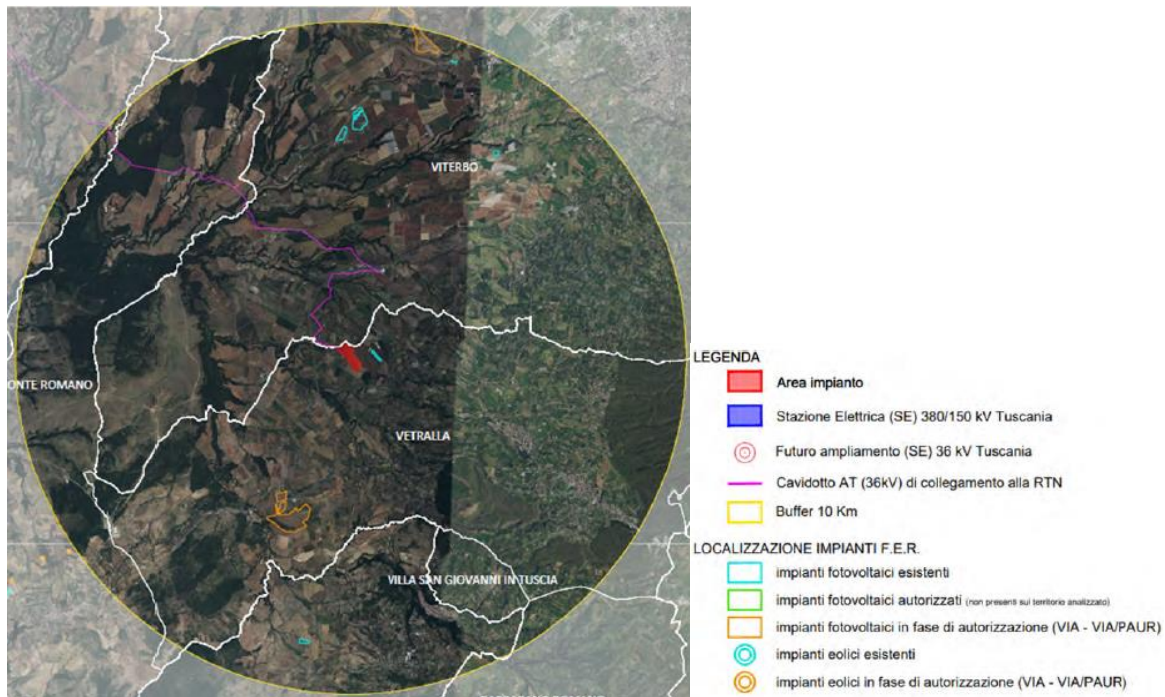 VITERBO
ONTE ROMANO
VETRALLA
VILLA SAN GIOVANNI IN TUSCIA
LEGENDA
Area impianto
Stazione Elettrica (SE) 380/150 kV Tuscania
Futuro ampliamento (SE) 36 kV Tuscania
Cavidotto AT (36kV) di collegamento alla RTN
Buffer 10 Km
LOCALIZZAZIONE IMPIANTI F.E.R.
impianti fotovoltaici esistenti
impianti fotovoltaici autorizzati (non presenti sul territorio analizzato)
impianti fotovoltaici in fase di autorizzazione (VIA - VIA/PAUR)
impianti eolici esistenti
impianti eolici in fase di autorizzazione (VIA - VIA/PAUR)